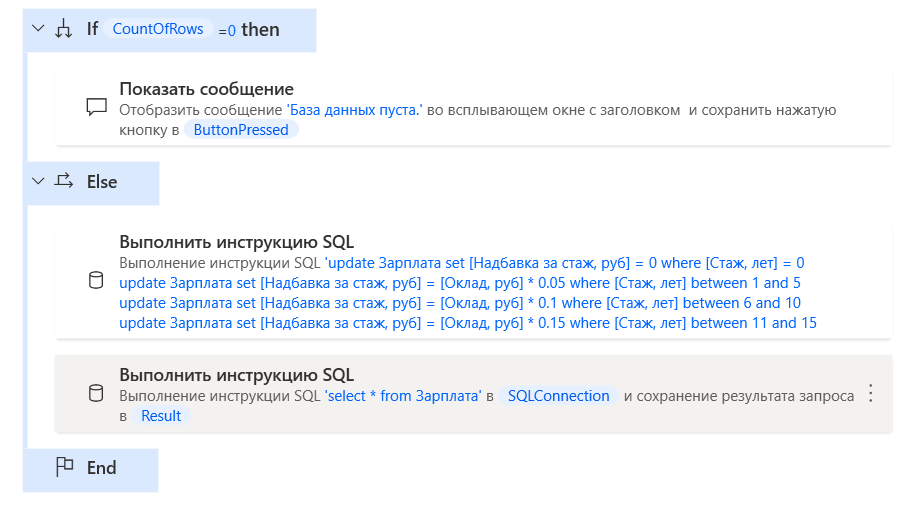 If CountOfRows =0 then
Показать сообщение
Отобразить сообщение 'База данных пуста.' во всплывающем окне с заголовком и сохранить нажатую
кнопку в ButtonPressed
Else
Выполнить инструкцию SQL
Выполнение инструкции SQL 'update Зарплата set [Надбавка за стаж, руб] = 0 where [Стаж, лет] = 0
update Зарплата set [Надбавка за стаж, руб] = [Оклад, руб] * 0.05 where [Стаж, лет] between 1 and 5
update Зарплата set [Надбавка за стаж, руб] = [Оклад, руб] * 0.1 where [Стаж, лет] between 6 and 10
update Зарплата set [Надбавка за стаж, руб] = [Оклад, руб] * 0.15 where [Стаж, лет] between 11 and 15
Выполнить инструкцию SQL
Выполнение инструкции SQL 'select * from Зарплата' в SQLConnection и сохранение результата запроса
в Result
End